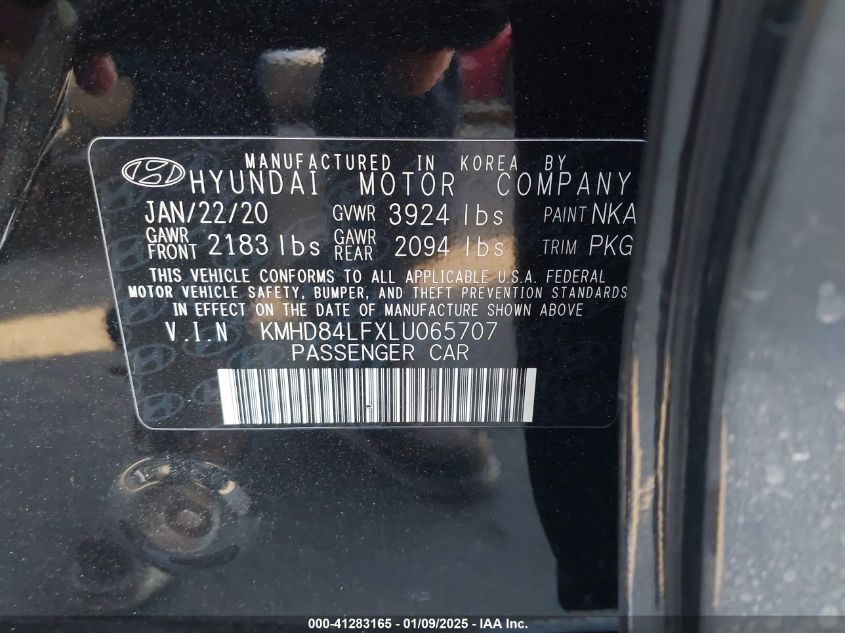 MANUFACTURED IN KOREA BY
HYUNDAI MOTOR COMPANY
JAN/22/20 GVWR 3924 lbs PAINT NKA
GAWR FRONT 2183 lbs GAWR REAR 2094 lbs TRIM PKG
THIS VEHICLE CONFORMS TO ALL APPLICABLE U.S.A. FEDERAL
MOTOR VEHICLE SAFETY, BUMPER, AND THEFT PREVENTION STANDARDS
IN EFFECT ON THE DATE OF MANUFACTURE SHOWN ABOVE
V.I.N KMHD84LFXLU065707
PASSENGER CAR
000-41283165 - 01/09/2025 - IAA Inc.